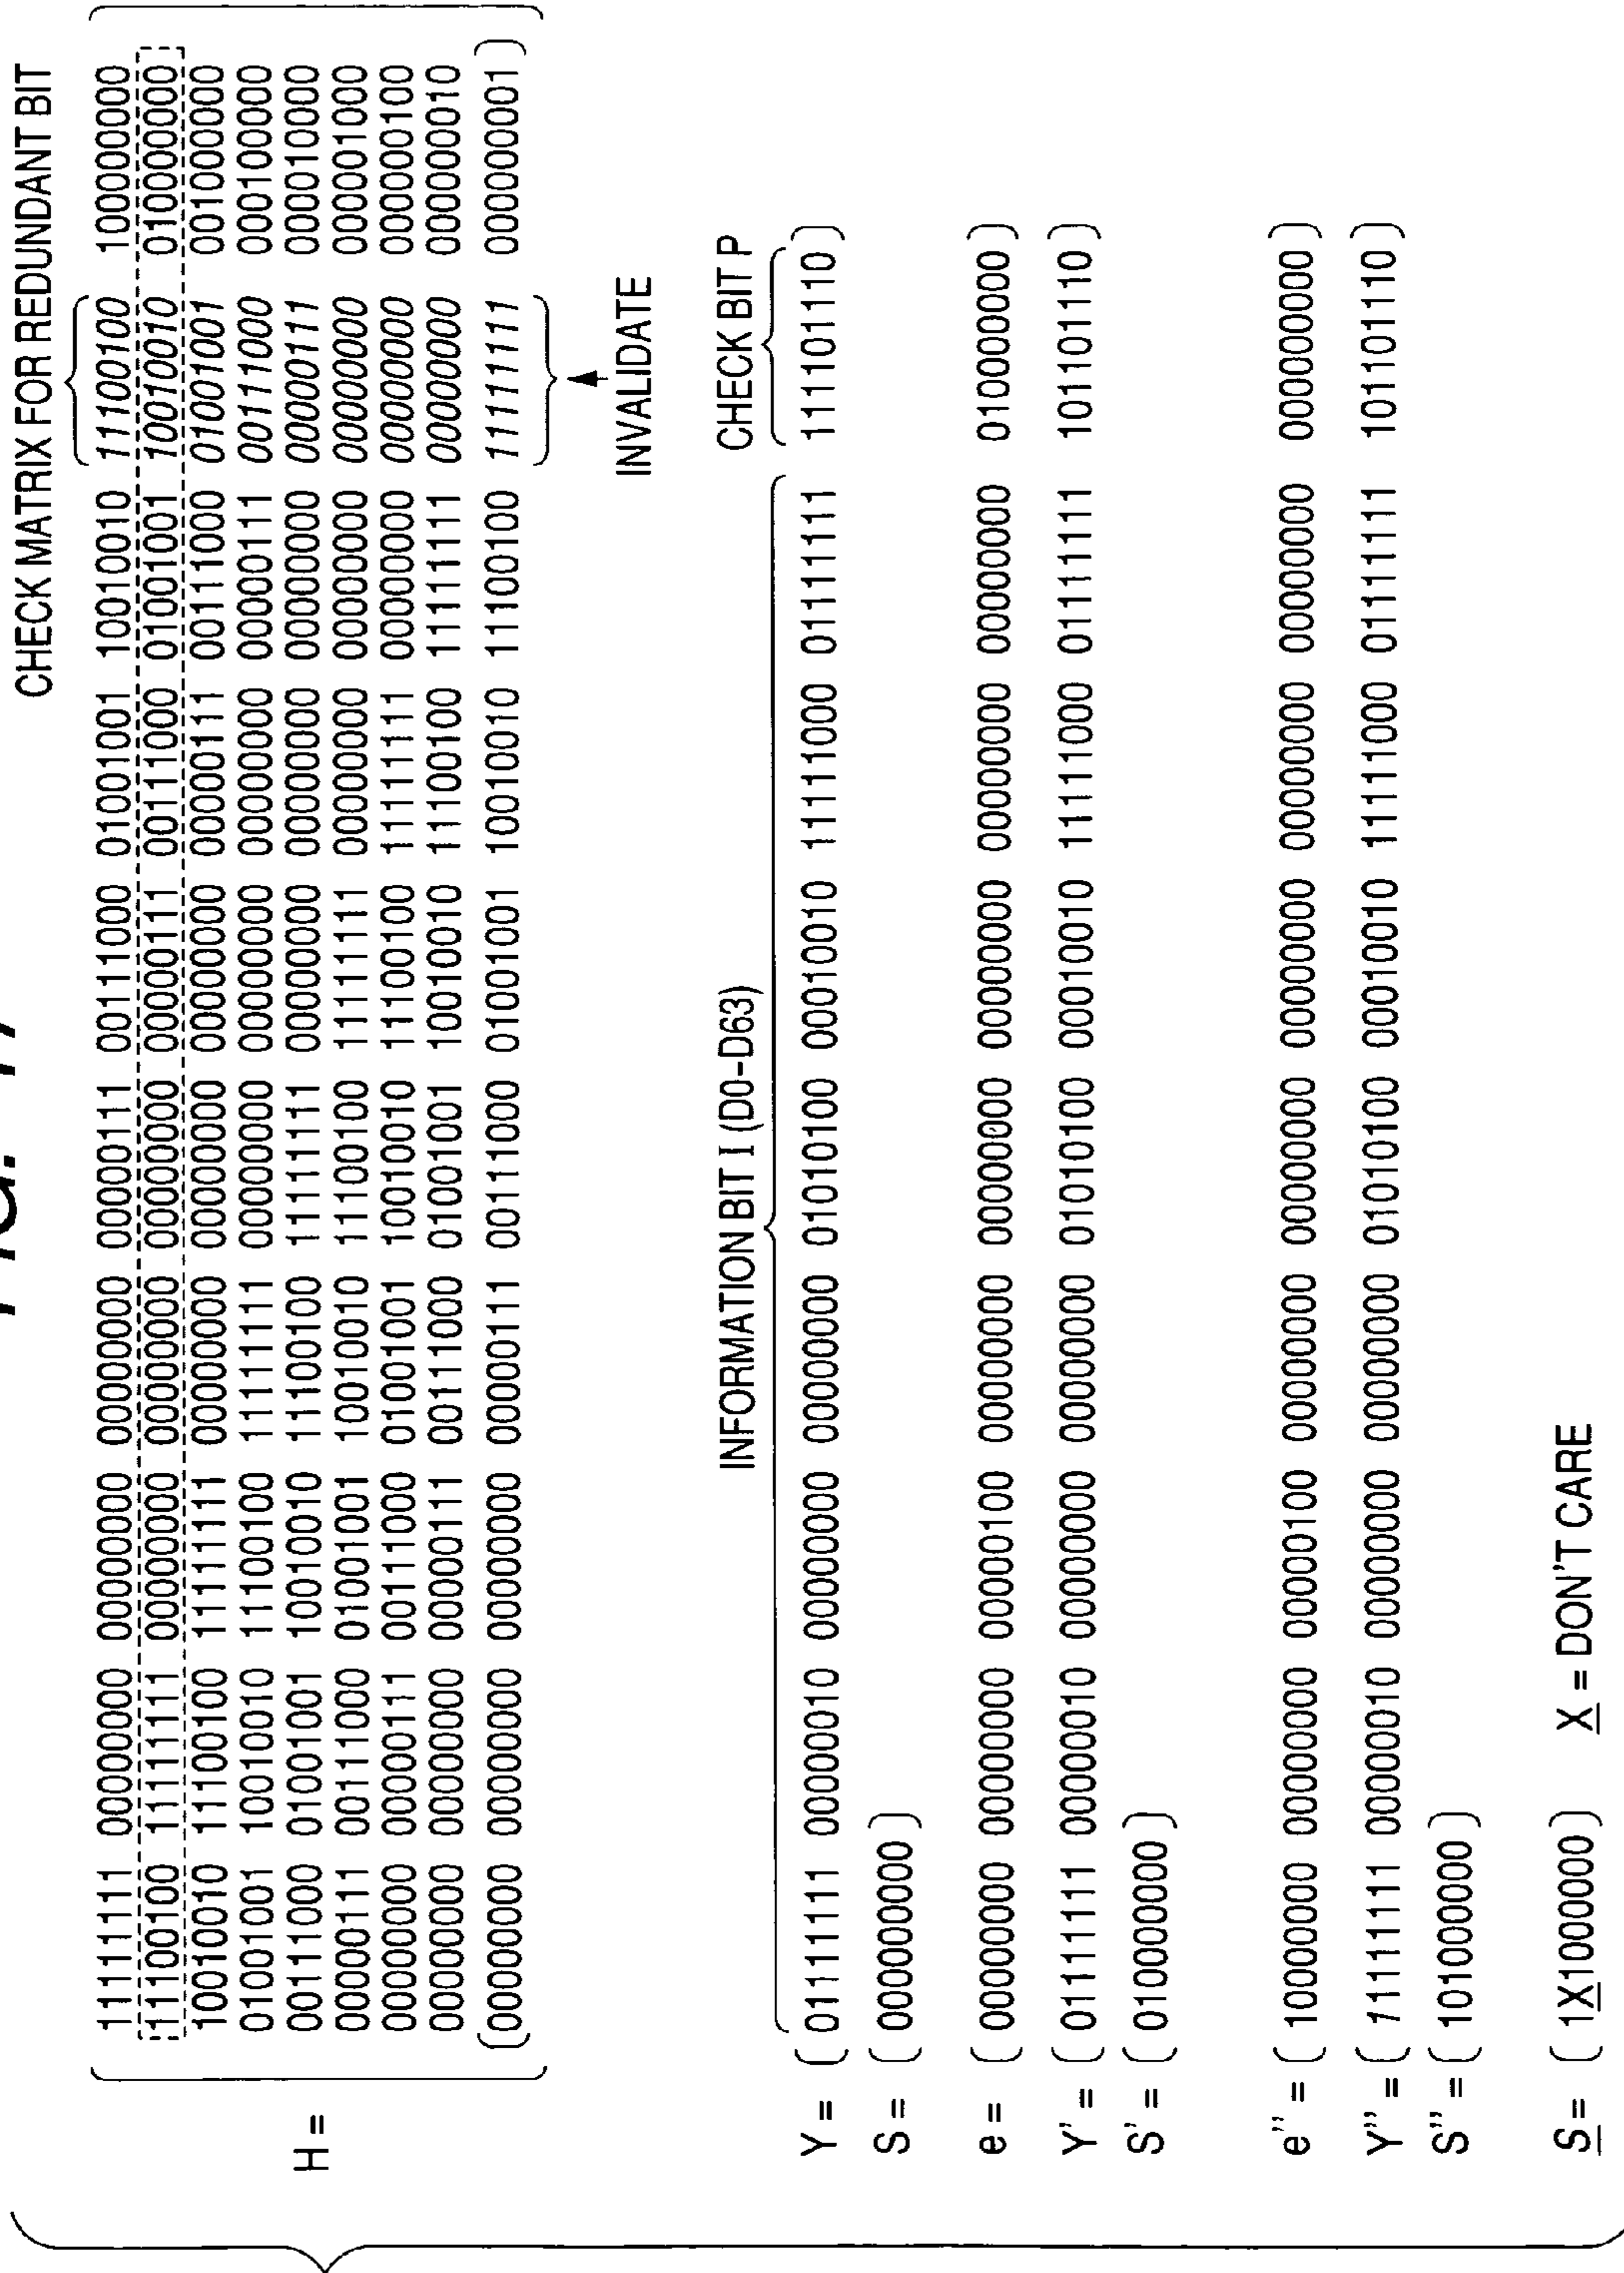 CHECK MATRIX FOR REDUNDANT BIT
H =
11111111 00000000 00000000 00000000 00000111 00111000 01001001 10010010 11100100 100000000
11100100 11111111 00000000 00000000 00000000 00000111 00111000 01001001 10010010 010000000
10010010 11100100 11111111 00000000 00000000 00000000 00000111 00111000 01001001 001000000
01001001 10010010 11100100 11111111 00000000 00000000 00000000 00000111 00111000 000100000
00111000 01001001 10010010 11100100 11111111 00000000 00000000 00000000 00000111 000010000
00000111 00111000 01001001 10010010 11100100 11111111 00000000 00000000 00000000 000001000
00000000 00000111 00111000 01001001 10010010 11100100 11111111 00000000 00000000 000000100
00000000 00000000 00000111 00111000 01001001 10010010 11100100 11111111 00000000 000000010
(00000000 00000000 00000000 00000111 00111000 01001001 10010010 11100100 11111111 000000001)
INVALIDATE
INFORMATION BIT I (D0-D63) CHECK BIT P
Y = (01111111 00000010 00000000 00000000 01010100 00010010 11111000 01111111 111101110)
S = (000000000)
e = (00000000 00000000 00000100 00000000 00000000 00000000 00000000 00000000 010000000)
Y' = (01111111 00000010 00000000 00000000 01010100 00010010 11111000 01111111 101101110)
S' = (010000000)
e'' = (10000000 00000000 00000100 00000000 00000000 00000000 00000000 00000000 000000000)
Y'' = (11111111 00000010 00000000 00000000 01010100 00010010 11111000 01111111 101101110)
S'' = (101000000)
S = (1X1000000) X = DON'T CARE